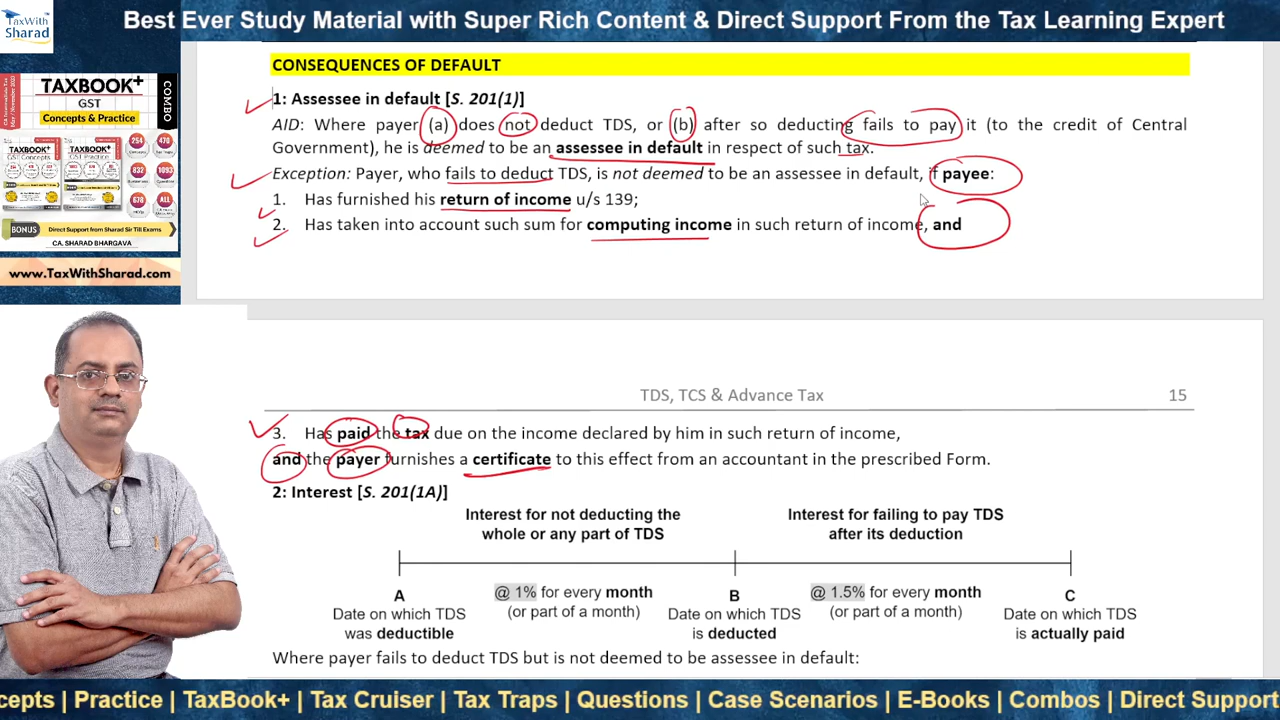 Best Ever Study Material with Super Rich Content & Direct Support From the Tax Learning Expert
TaxWith
Sharad
TAXBOOK+
GST
Concepts & Practice
COMBO
BONUS
Direct Support from Sharad Sir Till Exams
CA. SHARAD BHARGAVA
www.TaxWithSharad.com
CONSEQUENCES OF DEFAULT
1: Assessee in default [S. 201(1)]
AID: Where payer (a) does not deduct TDS, or (b) after so deducting fails to pay it (to the credit of Central
Government), he is deemed to be an assessee in default in respect of such tax.
Exception: Payer, who fails to deduct TDS, is not deemed to be an assessee in default, if payee:
1. Has furnished his return of income u/s 139;
2. Has taken into account such sum for computing income in such return of income, and
TDS, TCS & Advance Tax 15
3. Has paid the tax due on the income declared by him in such return of income,
and the payer furnishes a certificate to this effect from an accountant in the prescribed Form.
2: Interest [S. 201(1A)]
Interest for not deducting the
whole or any part of TDS
Interest for failing to pay TDS
after its deduction
A
Date on which TDS
was deductible
@ 1% for every month
(or part of a month)
B
Date on which TDS
is deducted
@ 1.5% for every month
(or part of a month)
C
Date on which TDS
is actually paid
Where payer fails to deduct TDS but is not deemed to be assessee in default:
cepts | Practice | TaxBook+ | Tax Cruiser | Tax Traps | Questions | Case Scenarios | E-Books | Combos | Direct Support